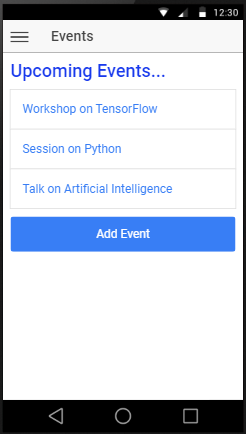 12:30
Events
Upcoming Events...
Workshop on TensorFlow
Session on Python
Talk on Artificial Intelligence
Add Event